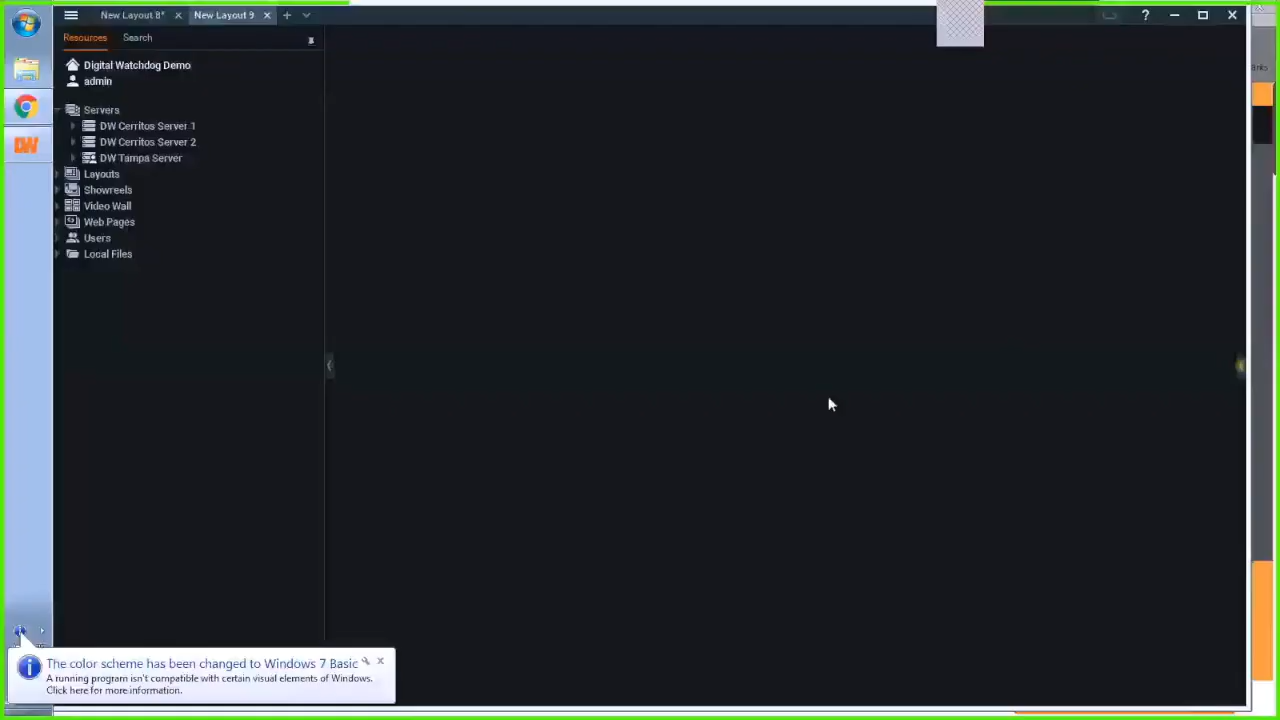 New Layout 8*
New Layout 9
Resources
Search
Digital Watchdog Demo
admin
Servers
DW Cerritos Server 1
DW Cerritos Server 2
DW Tampa Server
Layouts
Showreels
Video Wall
Web Pages
Users
Local Files
DW
The color scheme has been changed to Windows 7 Basic
A running program isn't compatible with certain visual elements of Windows.
Click here for more information.